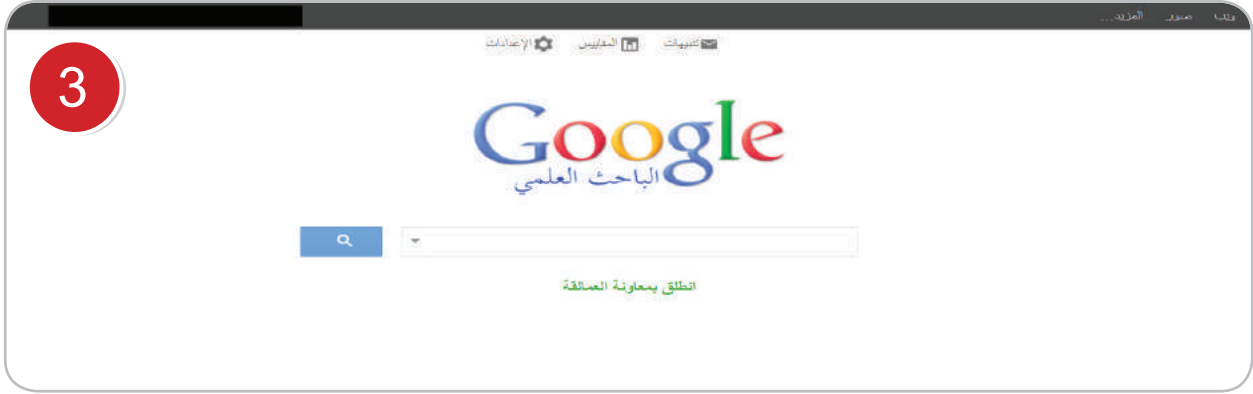 ويب صور المزيد...
تنبيهات المقاييس الإعدادات
3
Google
الباحث العلمي
انطلق بمعاونة العمالقة